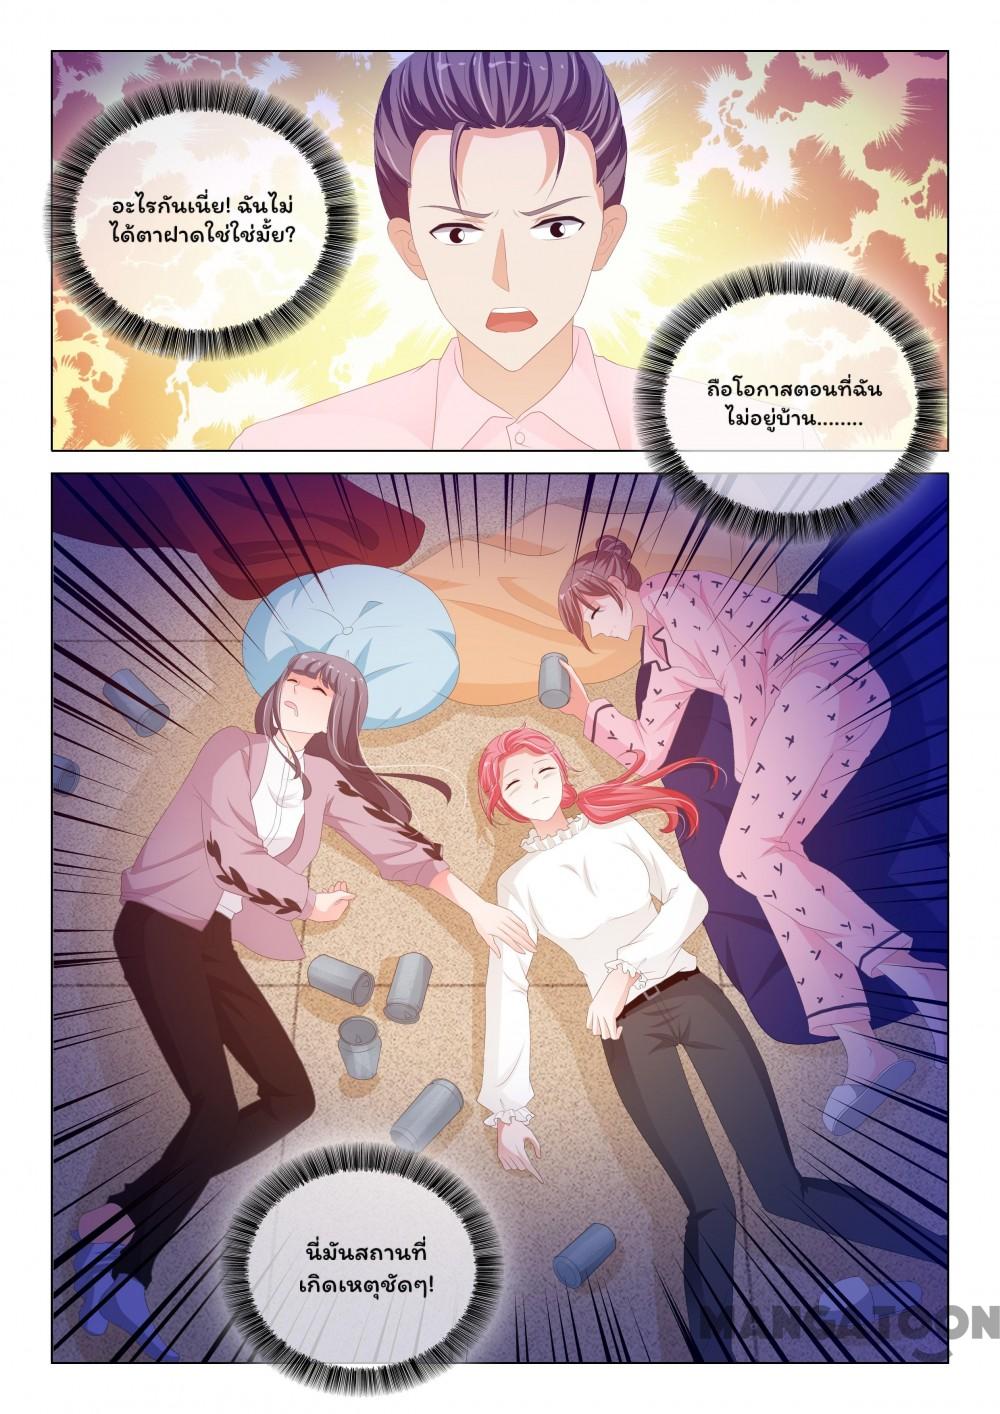 อะไรกันเนี่ย! ฉันไม่
ได้ตาฝาดใช่ใช่มั้ย?
ถือโอกาสตอนที่ฉัน
ไม่อยู่บ้าน........
นี่มันสถานที่
เกิดเหตุชัดๆ!
MANGATOON